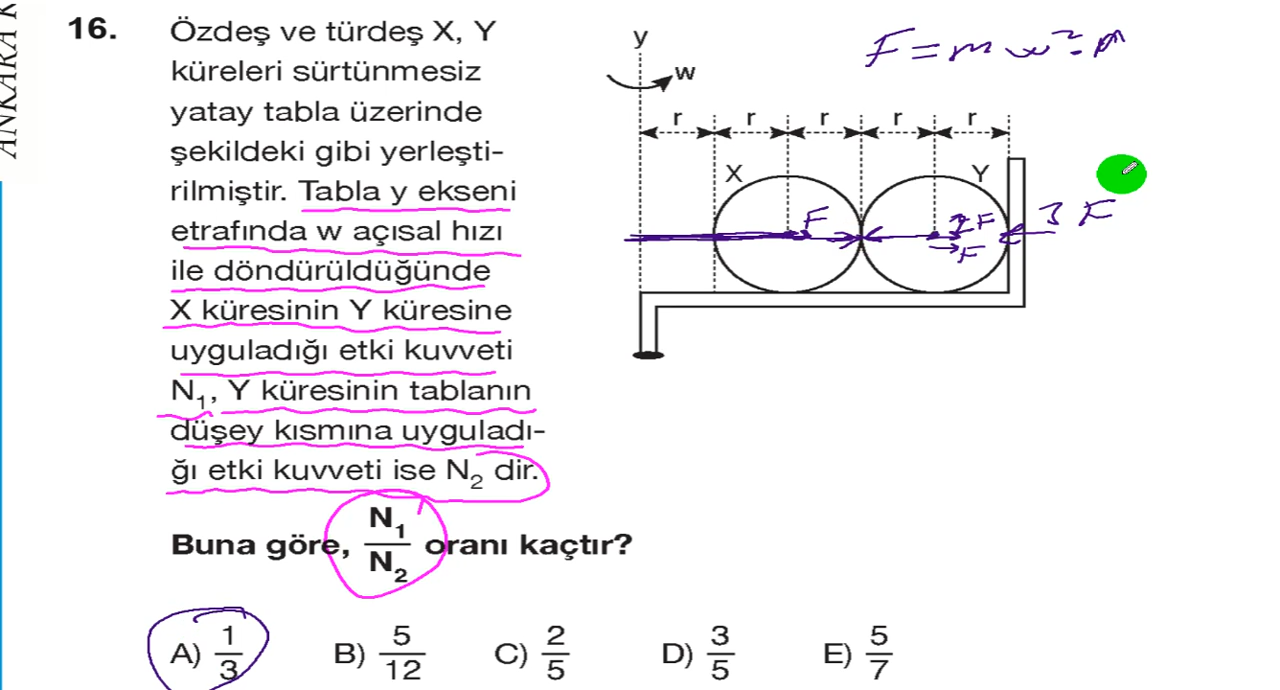 ANKARA
16. Özdeş ve türdeş X, Y
küreleri sürtünmesiz
yatay tabla üzerinde
şekildeki gibi yerleşti-
rilmiştir. Tabla y ekseni
etrafında w açısal hızı
ile döndürüldüğünde
X küresinin Y küresine
uyguladığı etki kuvveti
N₁, Y küresinin tablanın
düşey kısmına uyguladı-
ğı etki kuvveti ise N₂ dir.
Buna göre, N₁/N₂ oranı kaçtır?
y
w
r r r r r
X Y
F = m w² . r
F
2F
F
3F
A) 1/3 B) 5/12 C) 2/5 D) 3/5 E) 5/7